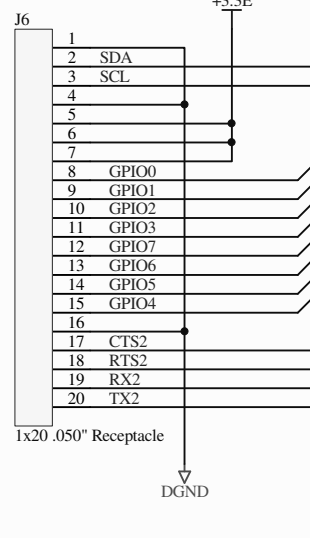 +3.3E
J6
1
2 SDA
3 SCL
4
5
6
7
8 GPIO0
9 GPIO1
10 GPIO2
11 GPIO3
12 GPIO7
13 GPIO6
14 GPIO5
15 GPIO4
16
17 CTS2
18 RTS2
19 RX2
20 TX2
1x20 .050" Receptacle
DGND